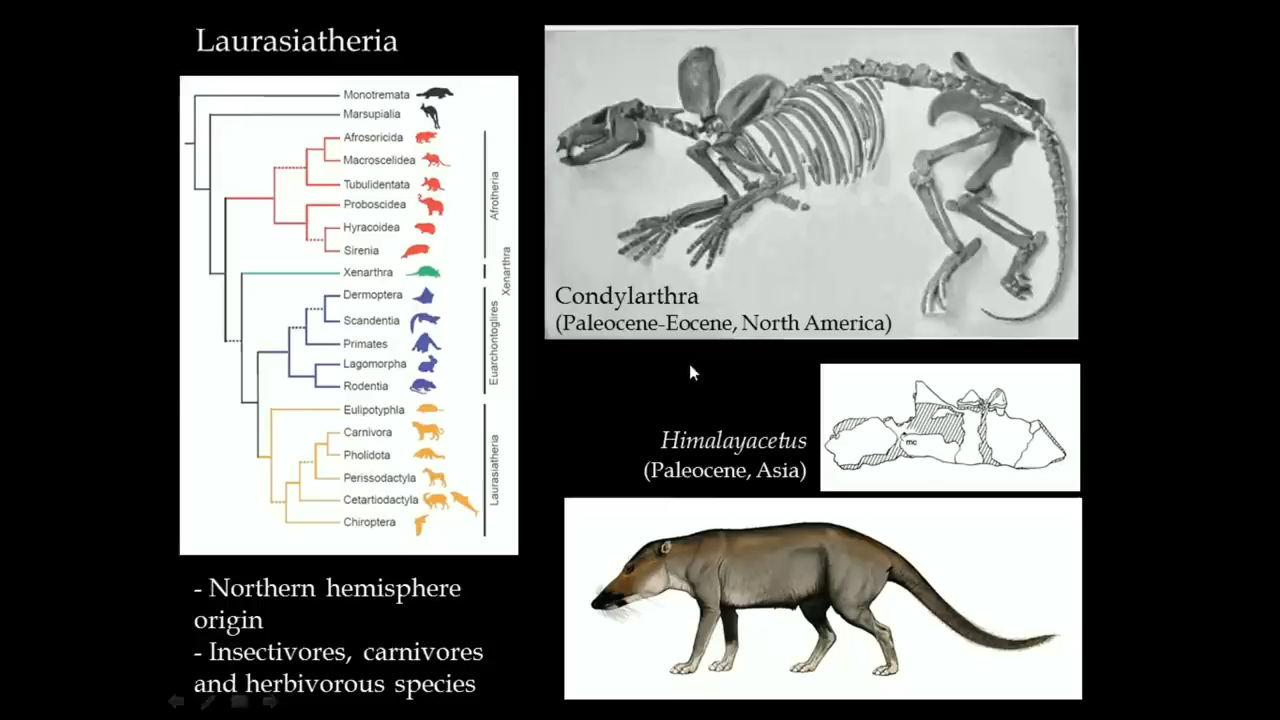 Laurasiatheria
Monotremata
Marsupialia
Afrosoricida
Macroscelidea
Tubulidentata
Proboscidea
Hyracoidea
Sirenia
Afrotheria
Xenarthra
Xenarthra
Dermoptera
Scandentia
Primates
Lagomorpha
Rodentia
Euarchontoglires
Eulipotyphla
Carnivora
Pholidota
Perissodactyla
Cetartiodactyla
Chiroptera
Laurasiatheria
- Northern hemisphere
origin
- Insectivores, carnivores
and herbivorous species
Condylarthra
(Paleocene-Eocene, North America)
Himalayacetus
(Paleocene, Asia)
mc